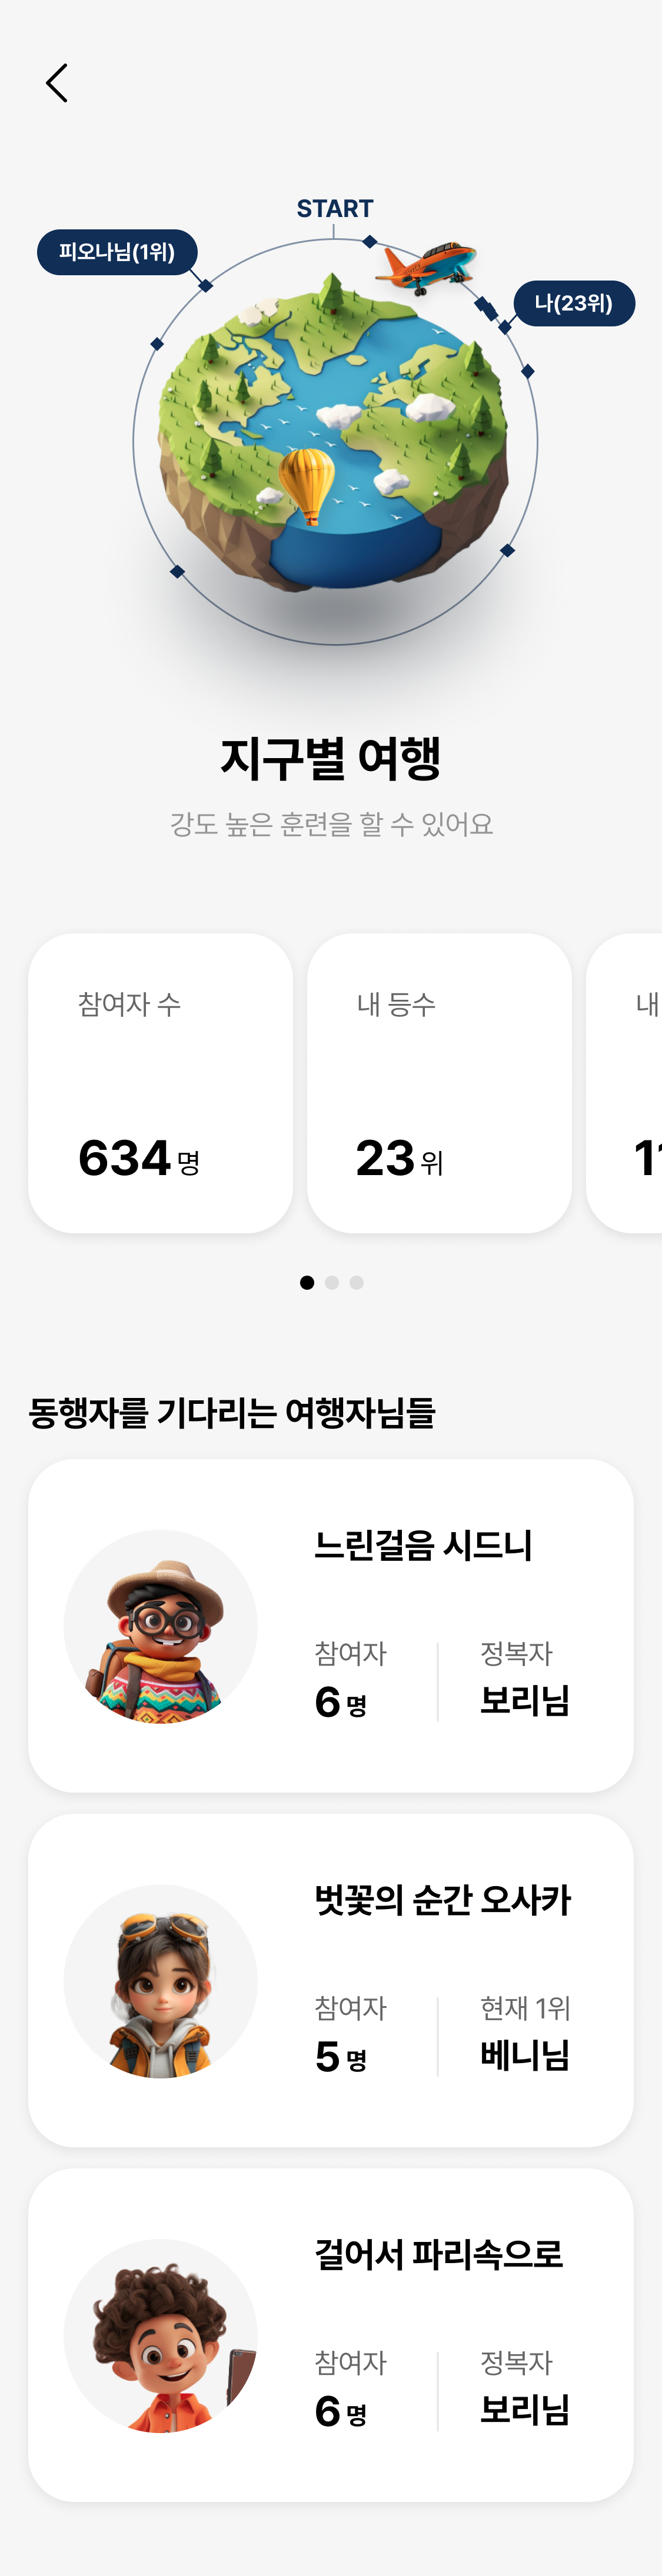 START
피오나님(1위)
나(23위)
지구별 여행
강도 높은 훈련을 할 수 있어요
참여자 수
내 등수
내
634 명
23 위
동행자를 기다리는 여행자님들
느린걸음 시드니
참여자
정복자
6 명
보리님
벗꽃의 순간 오사카
참여자
현재 1위
5 명
베니님
걸어서 파리속으로
참여자
정복자
6 명
보리님